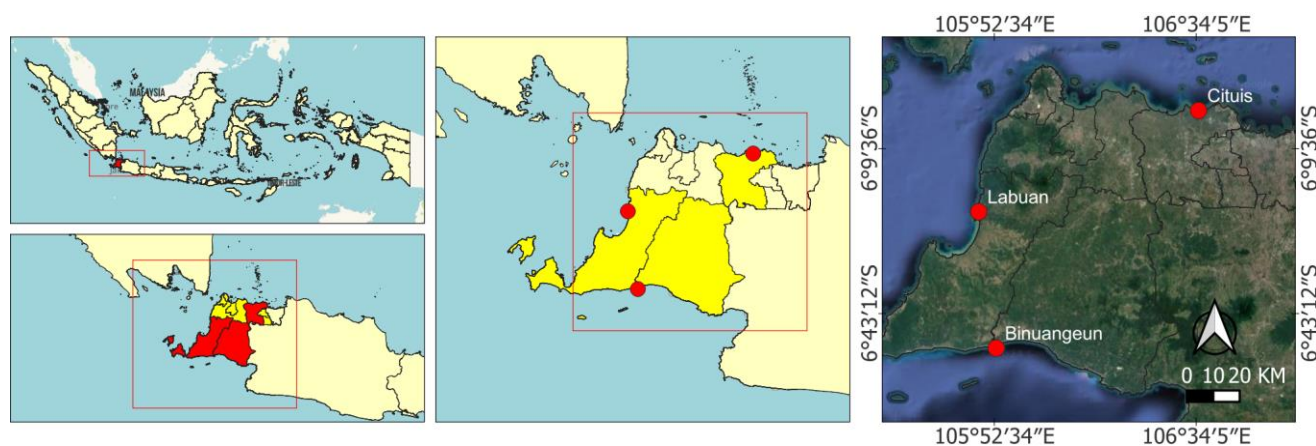 MALAYSIA
105°52′34″E
106°34′5″E
6°9′36″S
6°9′36″S
Cituis
Labuan
6°43′12″S
6°43′12″S
Binuangeun
0 10 20 KM
105°52′34″E
106°34′5″E